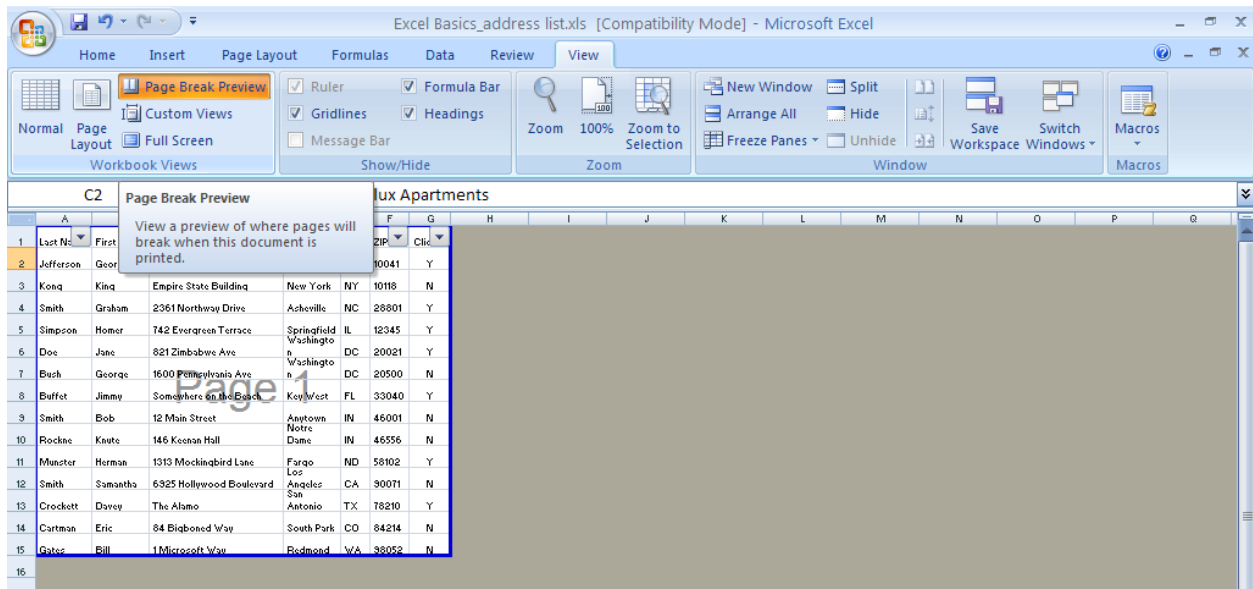 Excel Basics_address list.xls [Compatibility Mode] - Microsoft Excel
Home Insert Page Layout Formulas Data Review View
Normal Page Layout Page Break Preview Custom Views Full Screen
Workbook Views
Ruler Formula Bar
Gridlines Headings
Message Bar
Show/Hide
Zoom 100% Zoom to Selection
Zoom
New Window Split
Arrange All Hide
Freeze Panes Unhide
Save Workspace Switch Windows
Window
Macros
Macros
C2 lux Apartments
Page Break Preview
View a preview of where pages will
break when this document is
printed.
A F G H I J K L M N O P Q
1 Last Na First ZIP Clie
2 Jefferson Geor 10041 Y
3 Kong King Empire State Building New York NY 10118 N
4 Smith Graham 2361 Northway Drive Asheville NC 28801 Y
5 Simpson Homer 742 Evergreen Terrace Springfield IL 12345 Y
6 Doe Jane 821 Zimbabwe Ave Washingto n DC 20021 Y
7 Bush George 1600 Pennsylvania Ave Washingto n DC 20500 N
Page 1
8 Buffet Jimmy Somewhere on the Beach Key West FL 33040 Y
9 Smith Bob 12 Main Street Anytown IN 46001 N
10 Rockne Knute 146 Keenan Hall Notre Dame IN 46556 N
11 Munster Herman 1313 Mockingbird Lane Fargo ND 58102 Y
12 Smith Samantha 6925 Hollywood Boulevard Los Angeles CA 90071 N
13 Crockett Davey The Alamo San Antonio TX 78210 Y
14 Cartman Eric 84 Bigboned Way South Park CO 84214 N
15 Gates Bill 1 Microsoft Way Redmond WA 98052 N
16